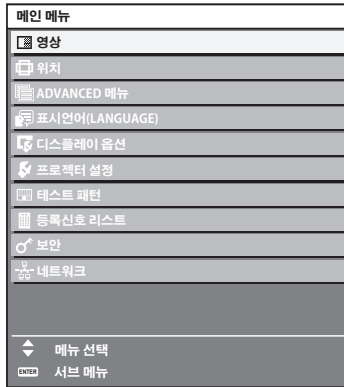 메인 메뉴
영상
위치
ADVANCED 메뉴
표시언어(LANGUAGE)
디스플레이 옵션
프로젝터 설정
테스트 패턴
등록신호 리스트
보안
네트워크
메뉴 선택
ENTER 서브 메뉴